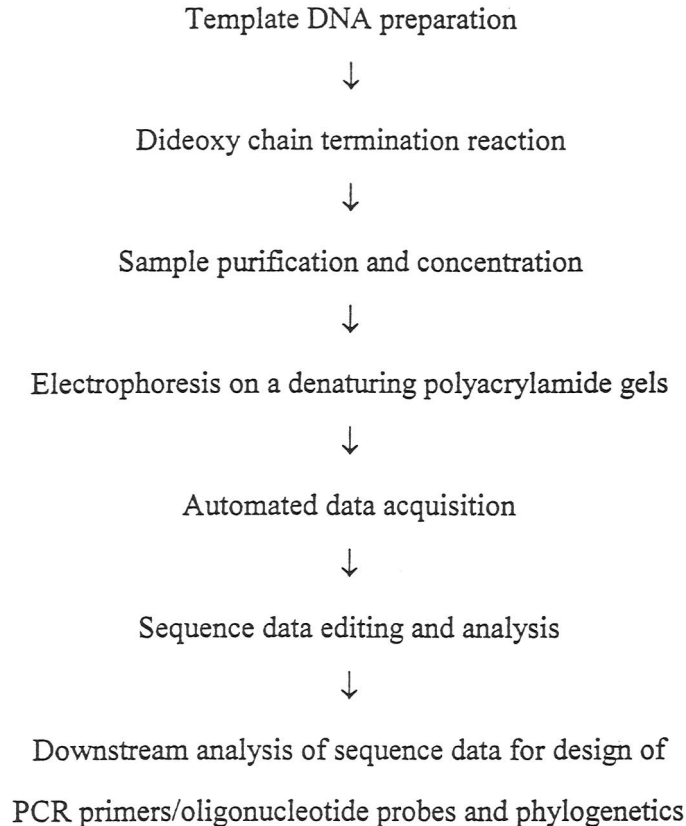 Template DNA preparation
↓
Dideoxy chain termination reaction
↓
Sample purification and concentration
↓
Electrophoresis on a denaturing polyacrylamide gels
↓
Automated data acquisition
↓
Sequence data editing and analysis
↓
Downstream analysis of sequence data for design of
PCR primers/oligonucleotide probes and phylogenetics